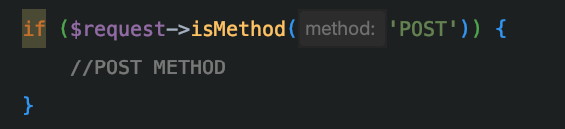 if ($request->isMethod( method: 'POST')) {
    //POST METHOD
}